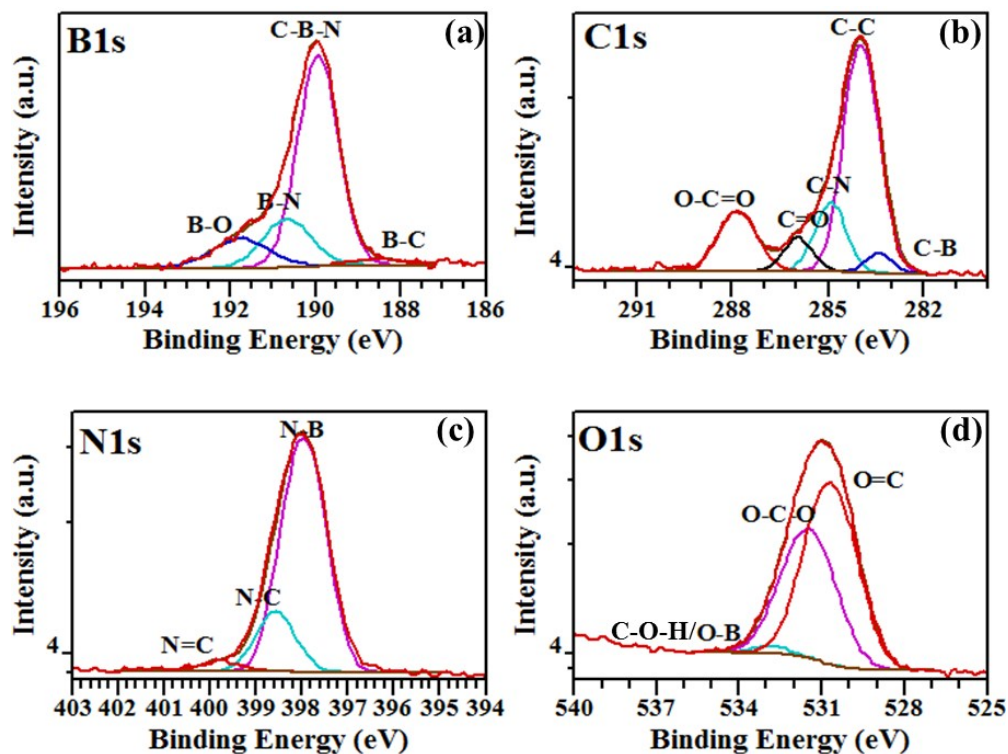 B1s
(a)
C-B-N
B-O
B-N
B-C
Intensity (a.u.)
196 194 192 190 188 186
Binding Energy (eV)
C1s
(b)
C-C
O-C=O
C=O
C-N
C-B
4
Intensity (a.u.)
291 288 285 282
Binding Energy (eV)
N1s
(c)
N-B
N-C
N=C
4
Intensity (a.u.)
403 402 401 400 399 398 397 396 395 394
Binding Energy (eV)
O1s
(d)
O=C
O-C-O
C-O-H/O-B
4
Intensity (a.u.)
540 537 534 531 528 525
Binding Energy (eV)